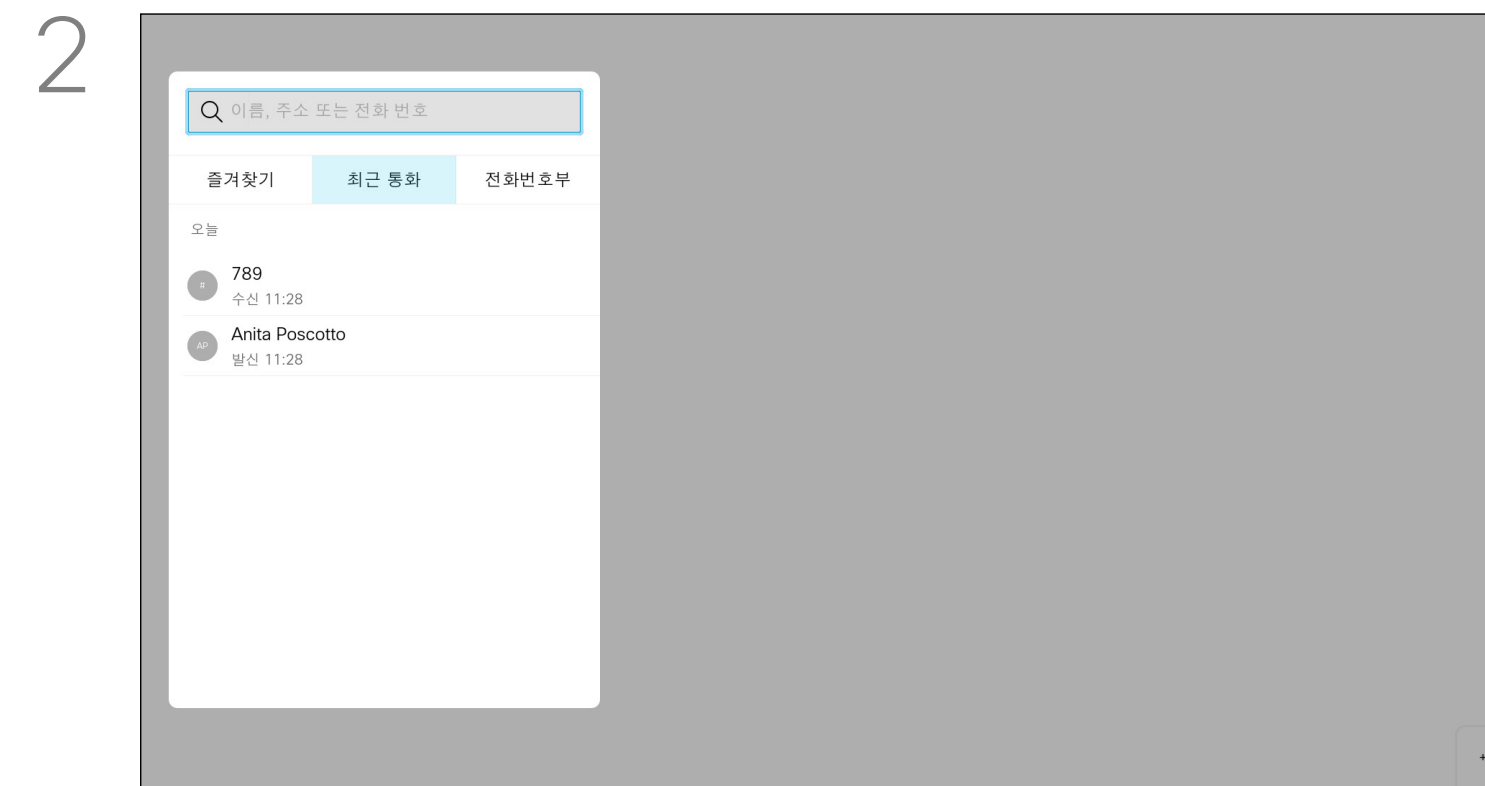 2
이름, 주소 또는 전화 번호
즐겨찾기 최근 통화 전화번호부
오늘
#
789
수신 11:28
AP
Anita Poscotto
발신 11:28
+